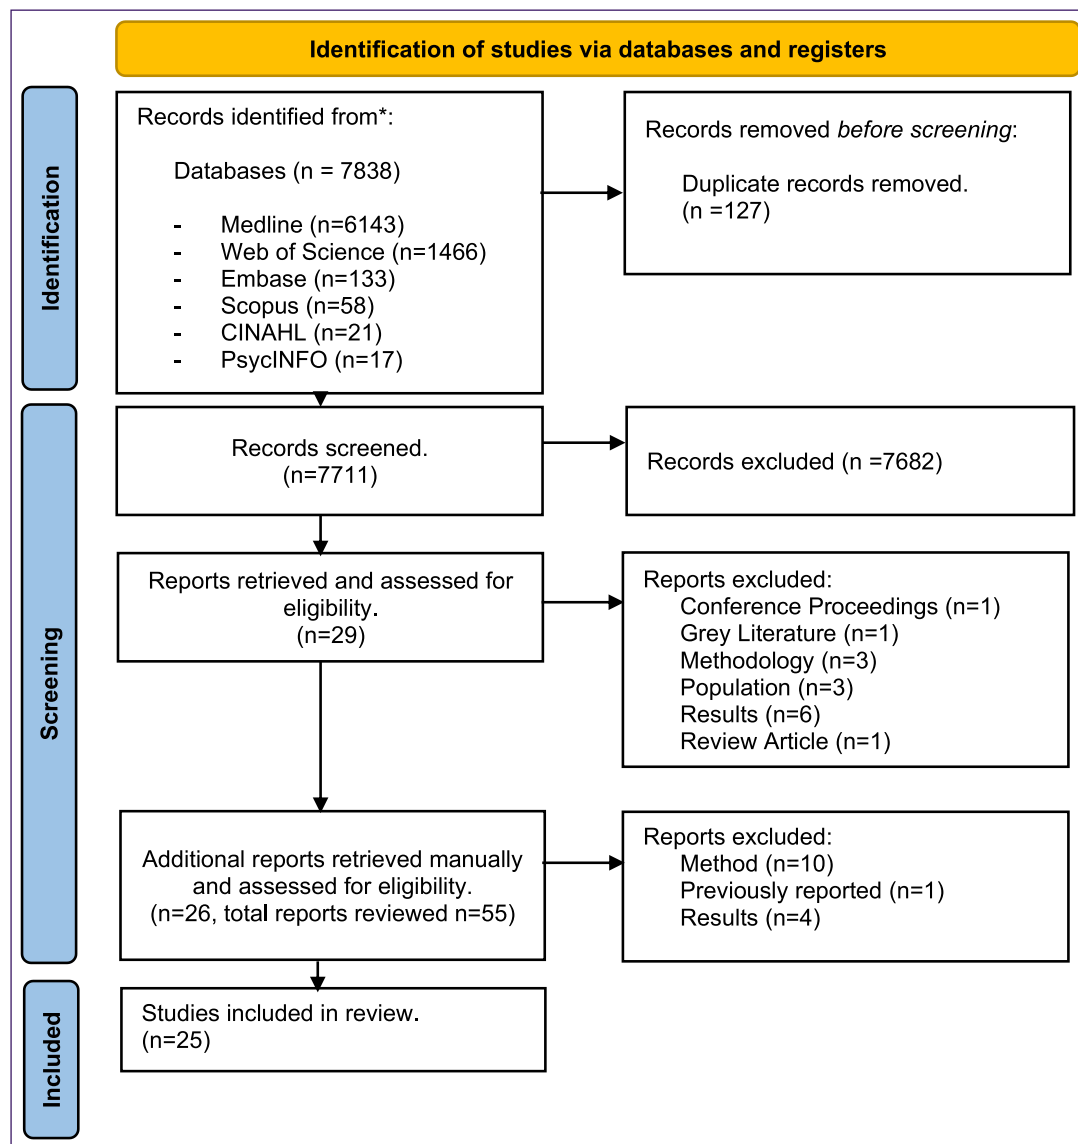 Identification of studies via databases and registers
Identification
Records identified from*:
Databases (n = 7838)
- Medline (n=6143)
- Web of Science (n=1466)
- Embase (n=133)
- Scopus (n=58)
- CINAHL (n=21)
- PsycINFO (n=17)
Records removed before screening:
Duplicate records removed.
(n =127)
Screening
Records screened.
(n=7711)
Records excluded (n =7682)
Reports retrieved and assessed for
eligibility.
(n=29)
Reports excluded:
Conference Proceedings (n=1)
Grey Literature (n=1)
Methodology (n=3)
Population (n=3)
Results (n=6)
Review Article (n=1)
Additional reports retrieved manually
and assessed for eligibility.
(n=26, total reports reviewed n=55)
Reports excluded:
Method (n=10)
Previously reported (n=1)
Results (n=4)
Included
Studies included in review.
(n=25)